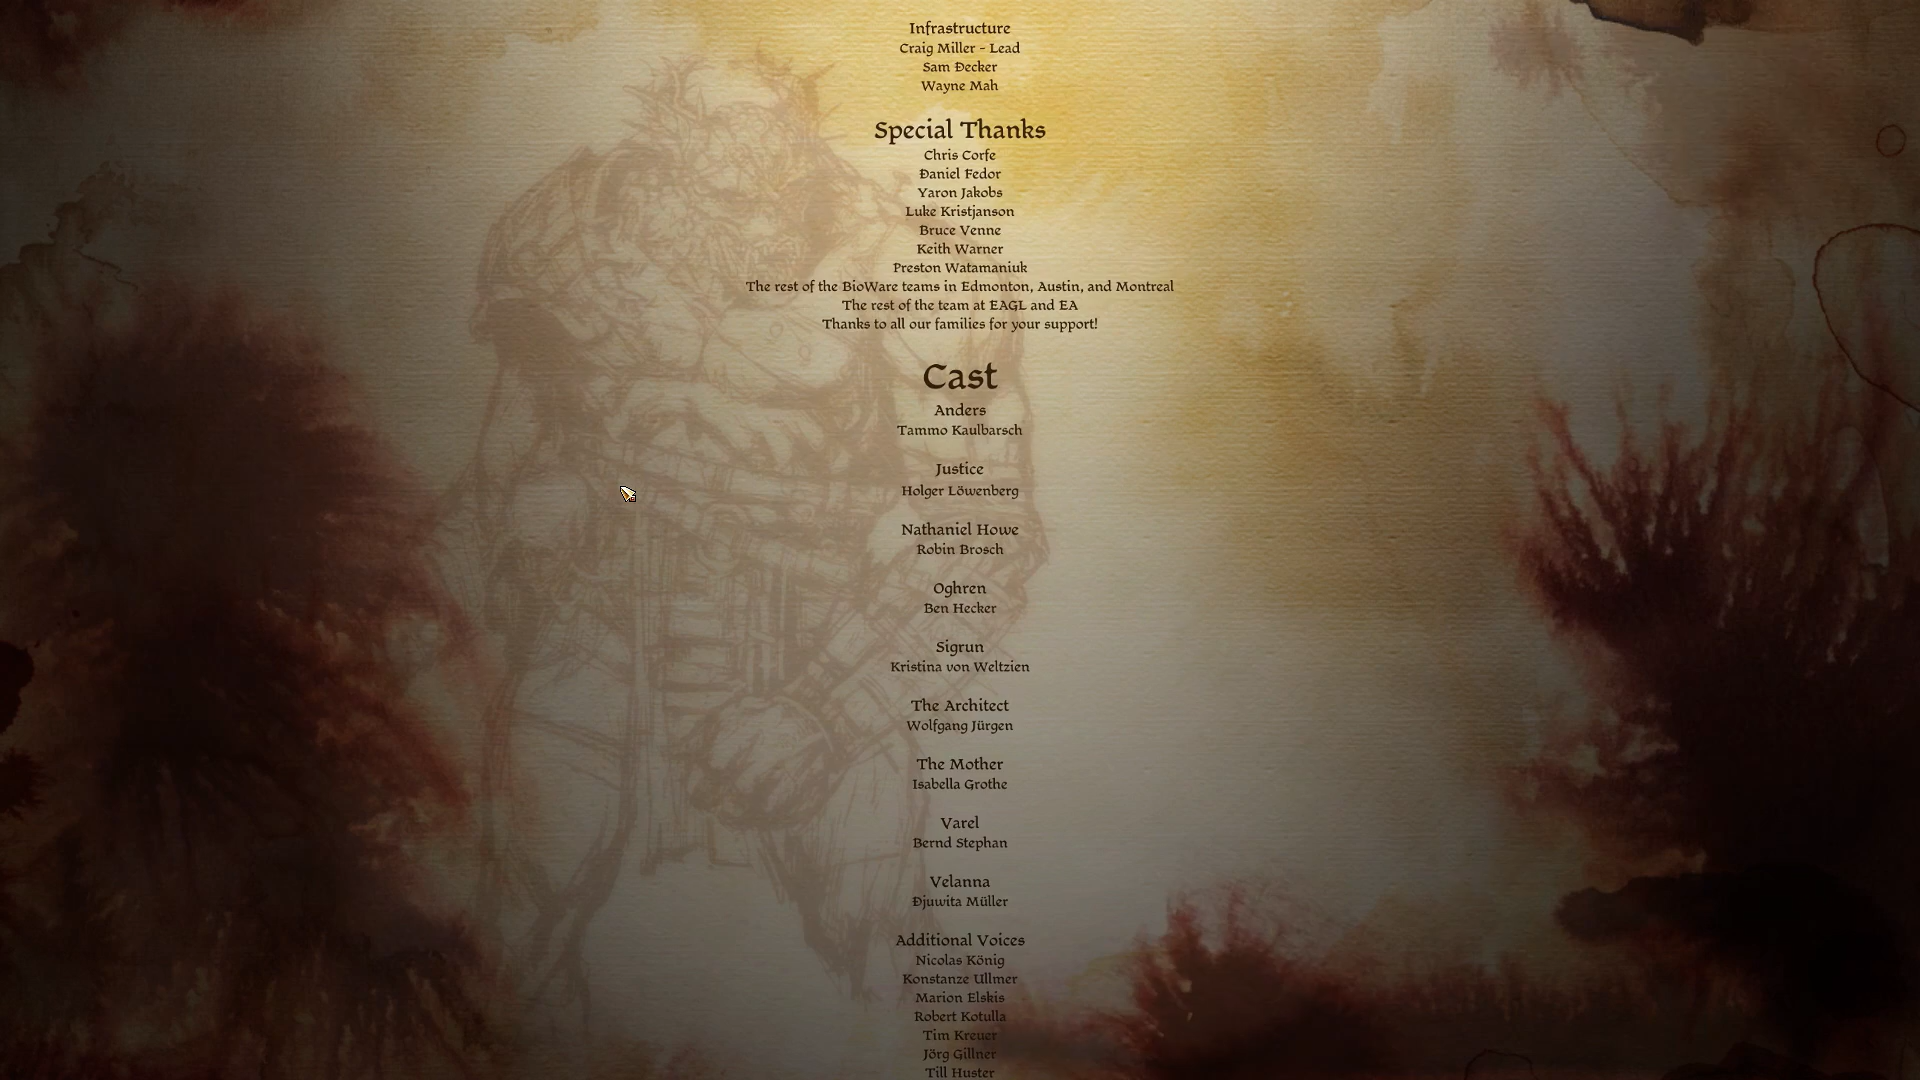 Infrastructure
Craig Miller - Lead
Sam Decker
Wayne Mah
Special Thanks
Chris Corfe
Daniel Fedor
Yaron Jakobs
Luke Kristjanson
Bruce Venne
Keith Warner
Preston Watamaniuk
The rest of the BioWare teams in Edmonton, Austin, and Montreal
The rest of the team at EAGL and EA
Thanks to all our families for your support!
Cast
Anders
Tammo Kaulbarsch
Justice
Holger Löwenberg
Nathaniel Howe
Robin Brosch
Oghren
Ben Hecker
Sigrun
Kristina von Weltzien
The Architect
Wolfgang Jürgen
The Mother
Isabella Grothe
Varel
Bernd Stephan
Velanna
Djuwita Müller
Additional Voices
Nicolas König
Konstanze Ullmer
Marion Elskis
Robert Kotulla
Tim Kreuer
Jörg Gillner
Till Huster